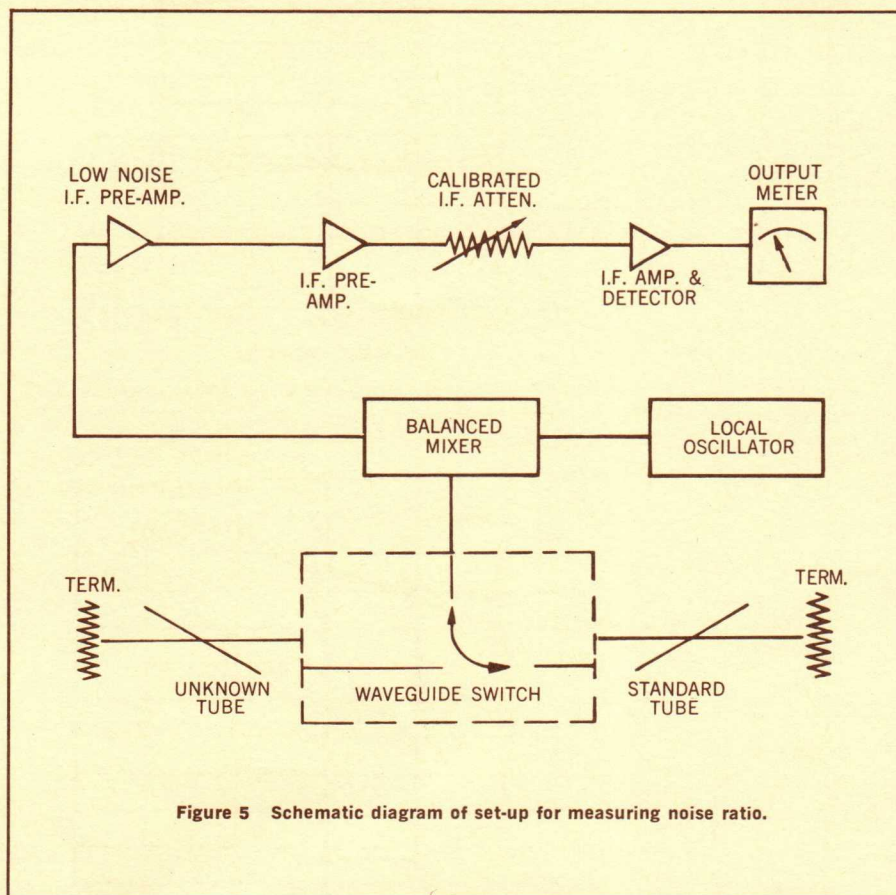 LOW NOISE
I.F. PRE-AMP.
I.F. PRE-
AMP.
CALIBRATED
I.F. ATTEN.
I.F. AMP. &
DETECTOR
OUTPUT
METER
BALANCED
MIXER
LOCAL
OSCILLATOR
TERM.
UNKNOWN
TUBE
WAVEGUIDE SWITCH
STANDARD
TUBE
TERM.
Figure 5 Schematic diagram of set-up for measuring noise ratio.